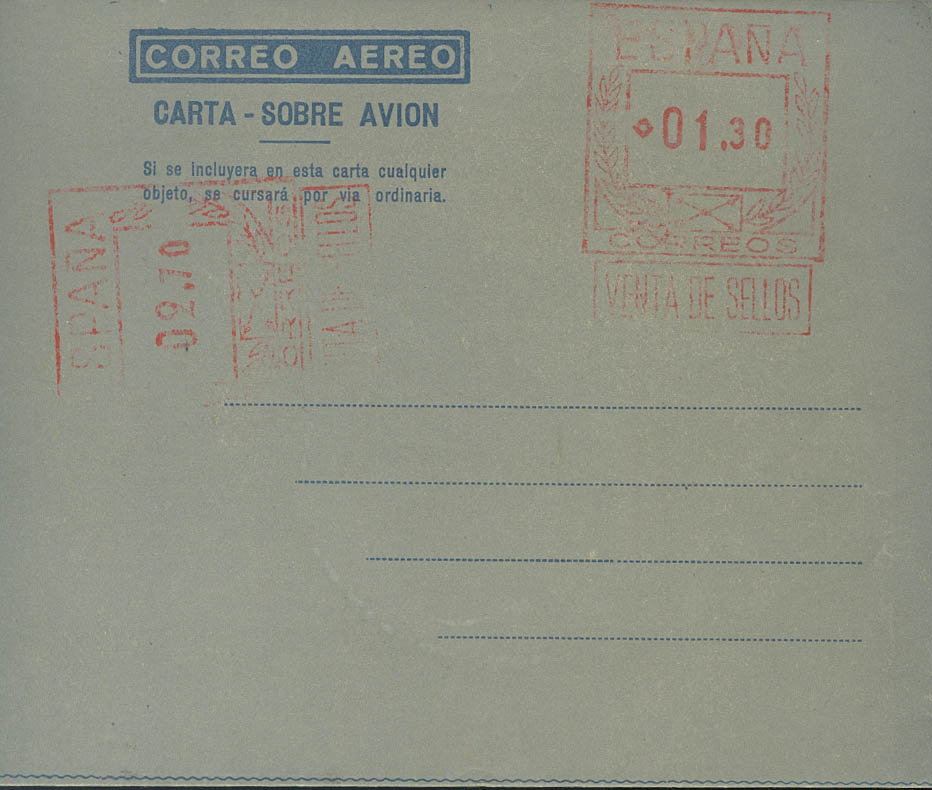 CORREO AEREO
CARTA - SOBRE AVION
Si se incluyera en esta carta cualquier
objeto, se cursará por vía ordinaria.
ESPAÑA
01.30
CORREOS
VENTA DE SELLOS
SPAÑA
02.70